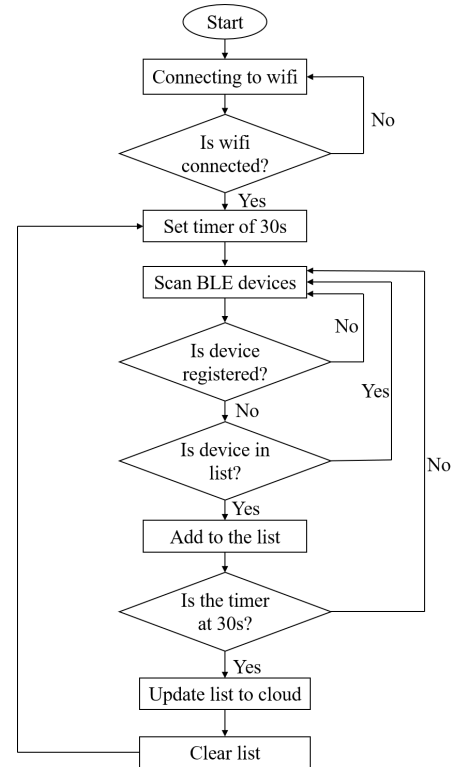 Start
Connecting to wifi
No
Is wifi
connected?
Yes
Set timer of 30s
Scan BLE devices
No
Is device
registered?
Yes
No
Is device in
list?
No
Yes
Add to the list
Is the timer
at 30s?
Yes
Update list to cloud
Clear list